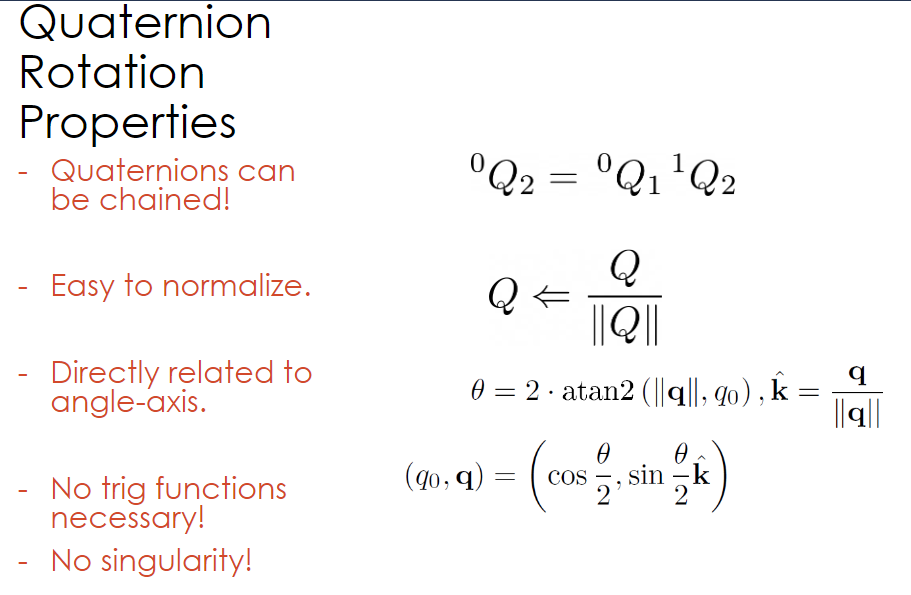 Quaternion
Rotation
Properties
- Quaternions can
be chained!
⁰Q₂ = ⁰Q₁ ¹Q₂
- Easy to normalize.
Q ⇐ Q / ‖Q‖
- Directly related to
angle-axis.
θ = 2 · atan2 (‖q‖, q₀) , k̂ = q / ‖q‖
(q₀, q) = (cos θ/2, sin θ/2 k̂)
- No trig functions
necessary!
- No singularity!